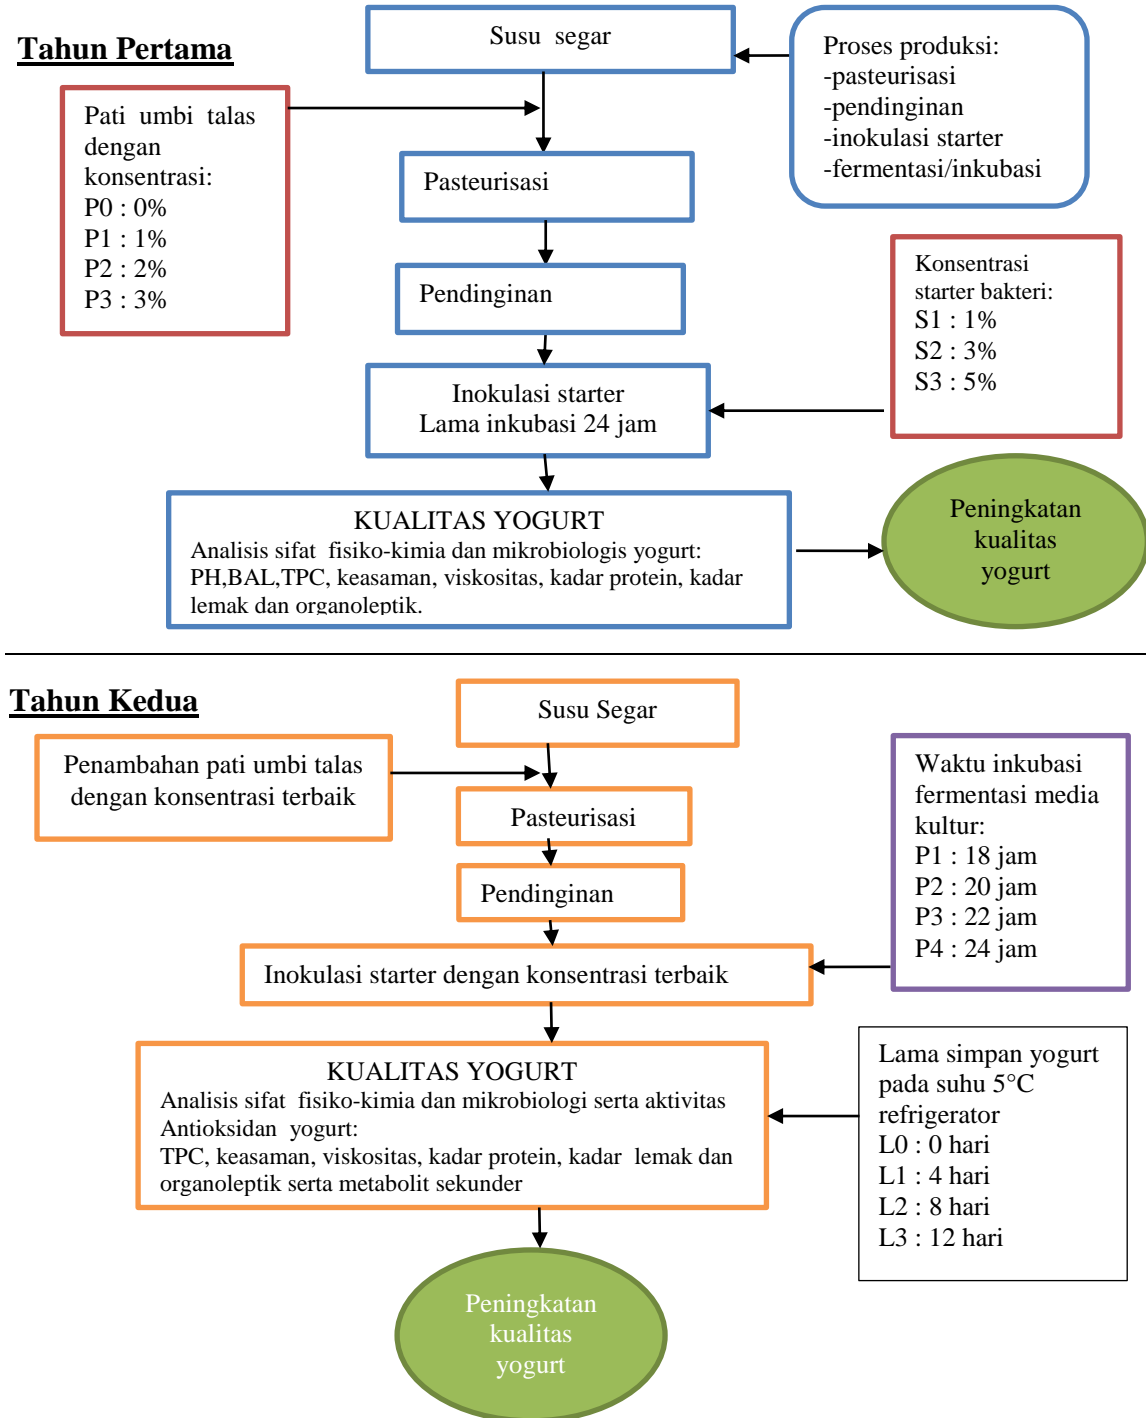 Tahun Pertama
Susu segar
Proses produksi:
-pasteurisasi
-pendinginan
-inokulasi starter
-fermentasi/inkubasi
Pati umbi talas
dengan
konsentrasi:
P0 : 0%
P1 : 1%
P2 : 2%
P3 : 3%
Pasteurisasi
Pendinginan
Konsentrasi
starter bakteri:
S1 : 1%
S2 : 3%
S3 : 5%
Inokulasi starter
Lama inkubasi 24 jam
KUALITAS YOGURT
Analisis sifat fisiko-kimia dan mikrobiologis yogurt:
PH,BAL,TPC, keasaman, viskositas, kadar protein, kadar
lemak dan organoleptik.
Peningkatan
kualitas
yogurt
Tahun Kedua
Susu Segar
Penambahan pati umbi talas
dengan konsentrasi terbaik
Pasteurisasi
Pendinginan
Waktu inkubasi
fermentasi media
kultur:
P1 : 18 jam
P2 : 20 jam
P3 : 22 jam
P4 : 24 jam
Inokulasi starter dengan konsentrasi terbaik
KUALITAS YOGURT
Analisis sifat fisiko-kimia dan mikrobiologi serta aktivitas
Antioksidan yogurt:
TPC, keasaman, viskositas, kadar protein, kadar lemak dan
organoleptik serta metabolit sekunder
Lama simpan yogurt
pada suhu 5°C
refrigerator
L0 : 0 hari
L1 : 4 hari
L2 : 8 hari
L3 : 12 hari
Peningkatan
kualitas
yogurt